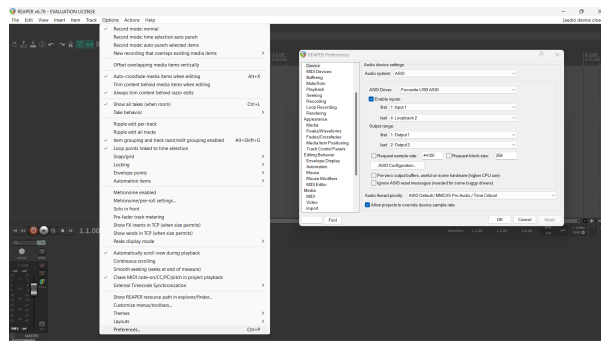 REAPER v6.78 - EVALUATION LICENSE
File Edit View Insert Item Track Options Actions Help
[audio device clos
Record mode: normal
Record mode: time selection auto punch
Record mode: auto-punch selected items
New recording that overlaps existing media items
Offset overlapping media items vertically
Auto-crossfade media items when editing Alt+X
Trim content behind media items when editing
Always trim content behind razor edits
Show all takes (when room) Ctrl+L
Take behavior
Ripple edit per-track
Ripple edit all tracks
Item grouping and track razor/edit grouping enabled Alt+Shift+G
Loop points linked to time selection
Snap/grid
Locking
Envelope points
Automation items
Metronome enabled
Metronome/pre-roll settings...
Solo in front
Pre-fader track metering
Show FX inserts in TCP (when size permits)
Show sends in TCP (when size permits)
Peaks display mode
Automatically scroll view during playback
Continuous scrolling
Smooth seeking (seeks at end of measure)
Chase MIDI note-on/CC/PC/pitch in project playback
External Timecode Synchronization
Show REAPER resource path in explorer/finder...
Customize menus/toolbars...
Themes
Layouts
Preferences... Ctrl+P
REAPER Preferences
Device
MIDI Devices
Buffering
Mute/Solo
Playback
Seeking
Recording
Loop Recording
Rendering
Appearance
Media
Peaks/Waveforms
Fades/Crossfades
Media Item Positioning
Track Control Panels
Editing Behavior
Envelope Display
Automation
Mouse
Mouse Modifiers
MIDI Editor
Media
MIDI
Video
Import
Find
Audio device settings
Audio system: ASIO
ASIO Driver: Focusrite USB ASIO
Enable inputs:
first 1: Input 1
last 4: Loopback 2
Output range:
first 1: Output 1
last 2: Output 2
Request sample rate: 44100 Request block size: 256
ASIO Configuration...
Pre-zero output buffers, useful on some hardware (higher CPU use)
Ignore ASIO reset messages (needed for some buggy drivers)
Audio thread priority: ASIO Default / MMCSS Pro Audio / Time Critical
Allow projects to override device sample rate
OK Cancel Apply
1.1.00
MASTER